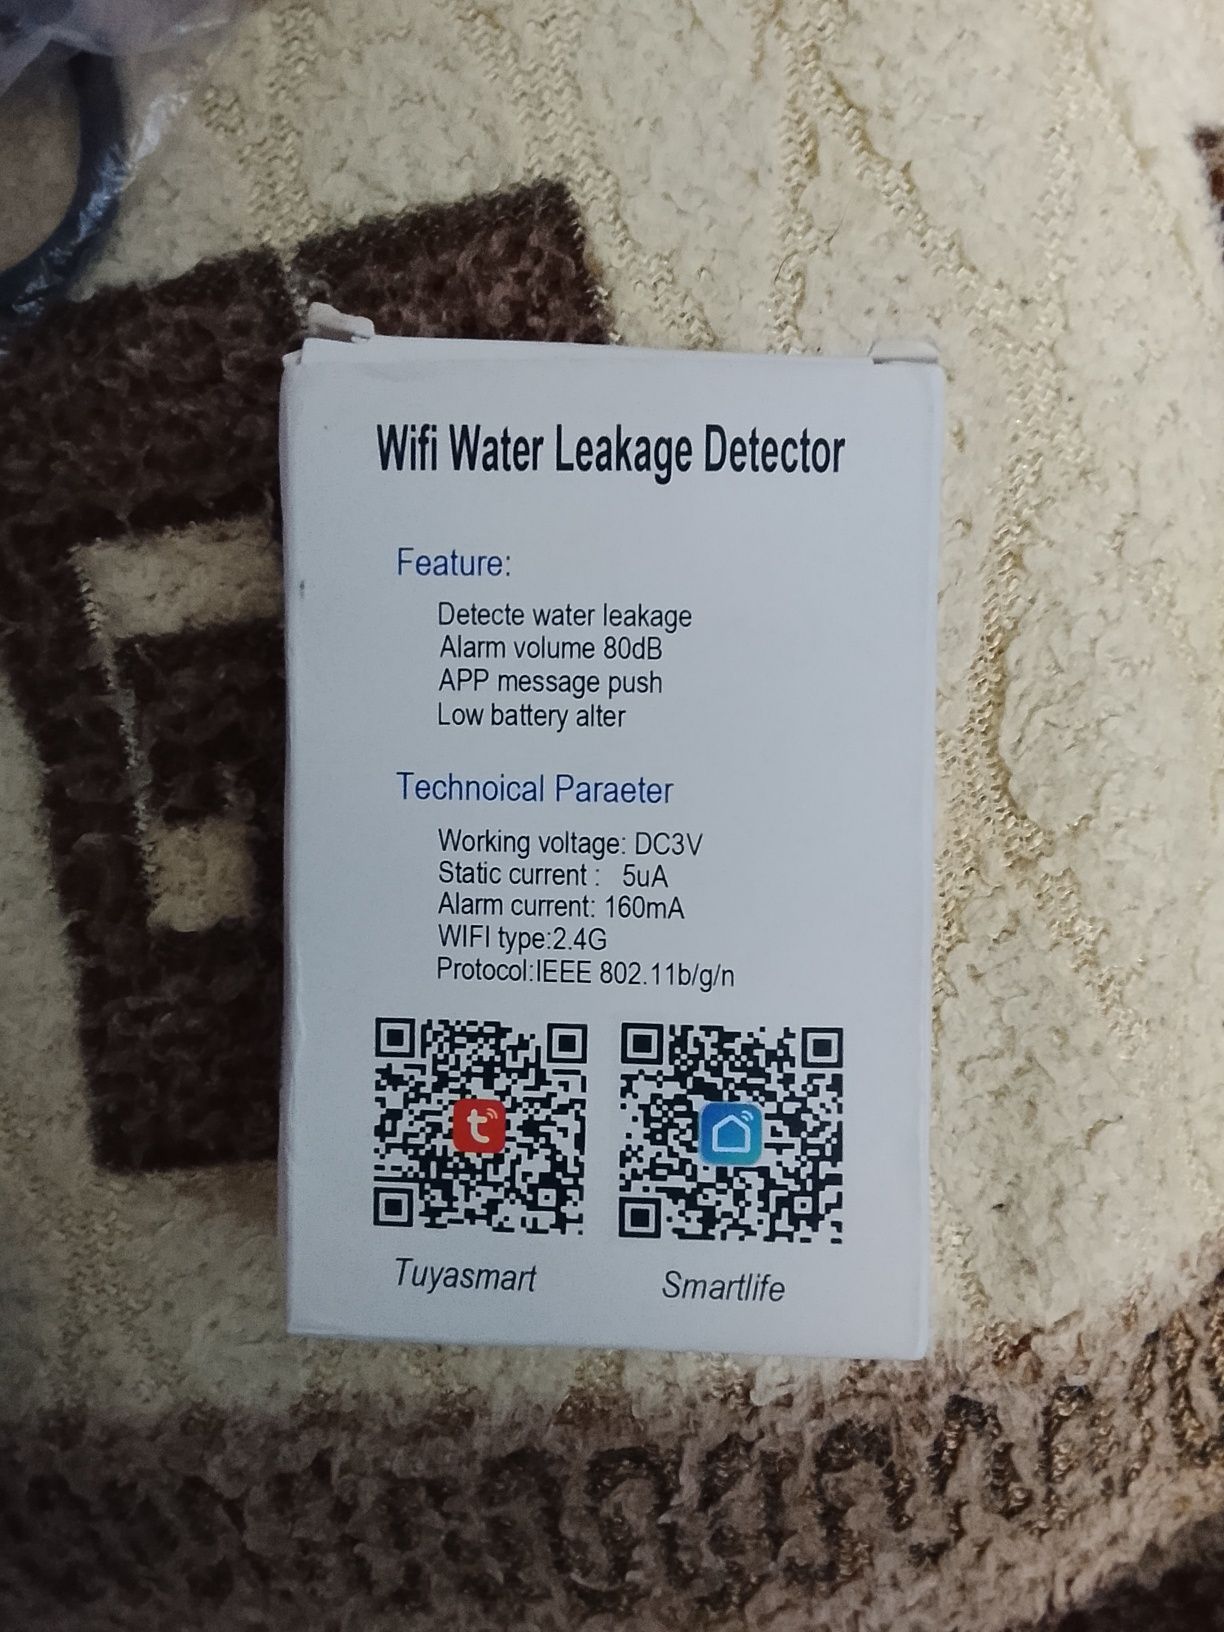 Wifi Water Leakage Detector
Feature:
Detecte water leakage
Alarm volume 80dB
APP message push
Low battery alter
Technoical Paraeter
Working voltage: DC3V
Static current : 5uA
Alarm current: 160mA
WIFI type:2.4G
Protocol:IEEE 802.11b/g/n
Tuyasmart
Smartlife